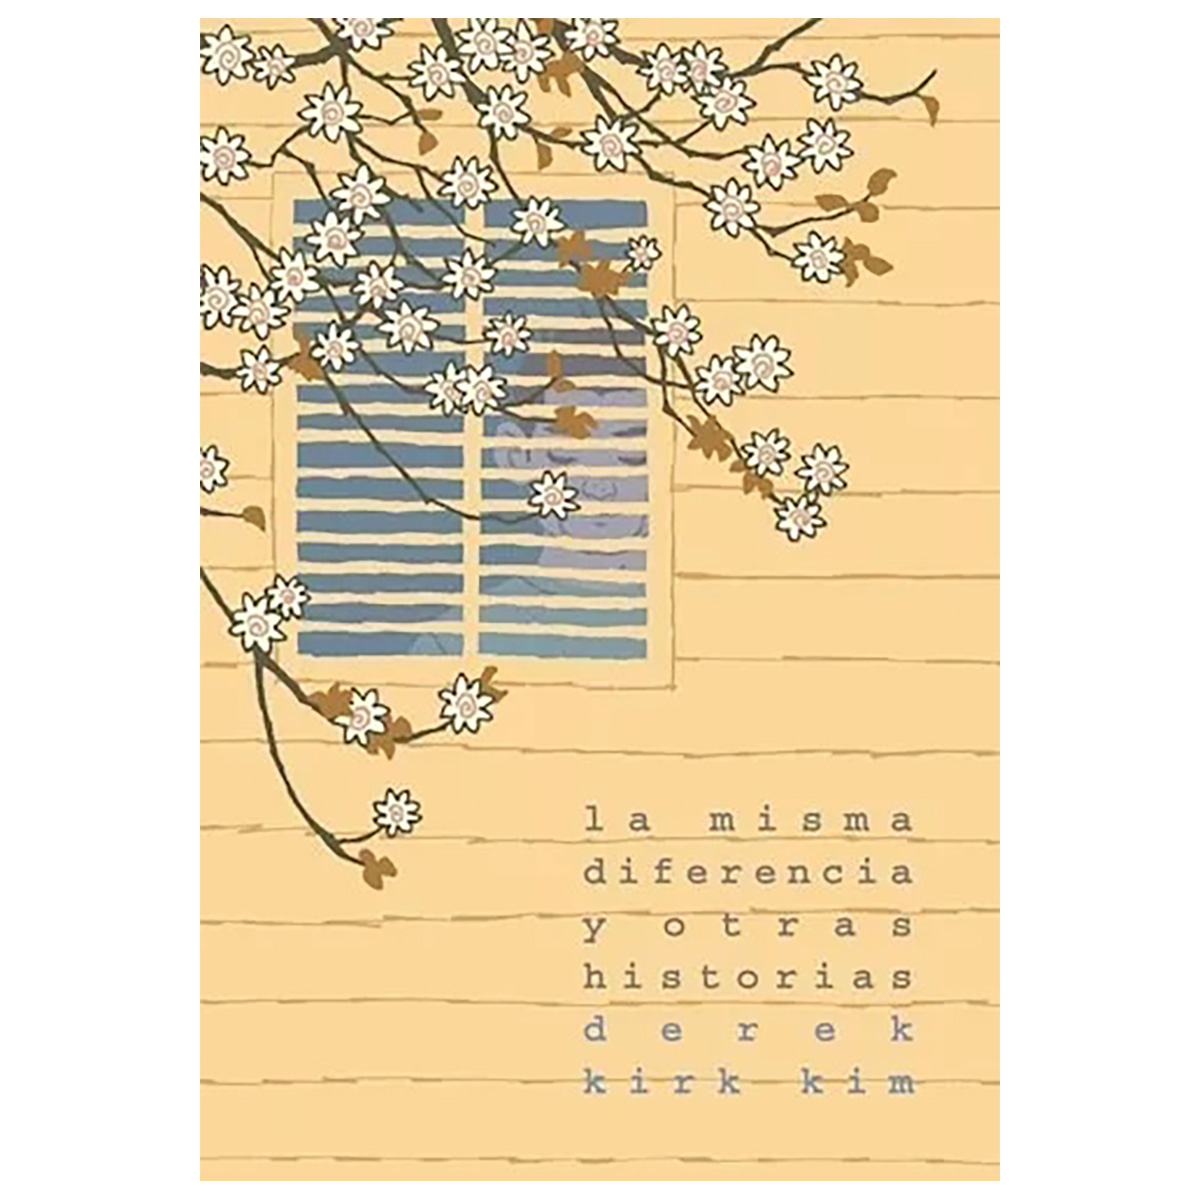 la misma
diferencia
y otras
historias
derek
kirk kim